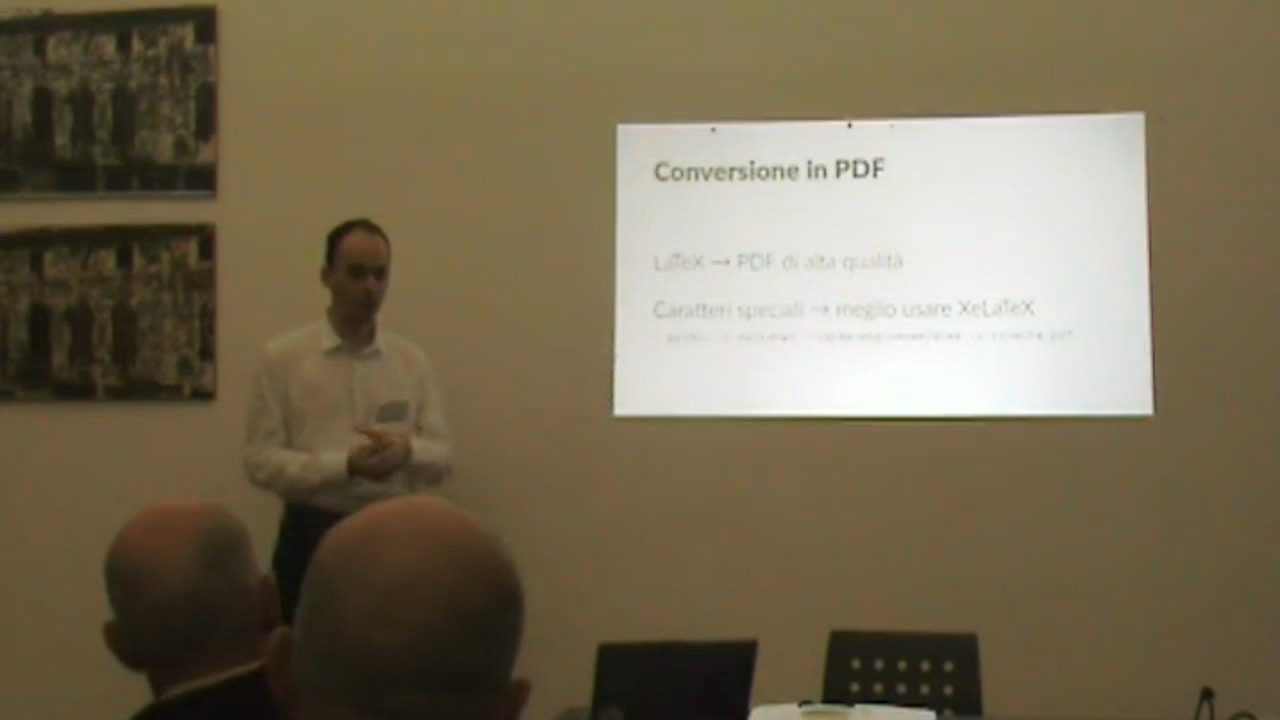 Conversione in PDF
LaTeX → PDF di alta qualità
Caratteri speciali → meglio usare XeLaTeX